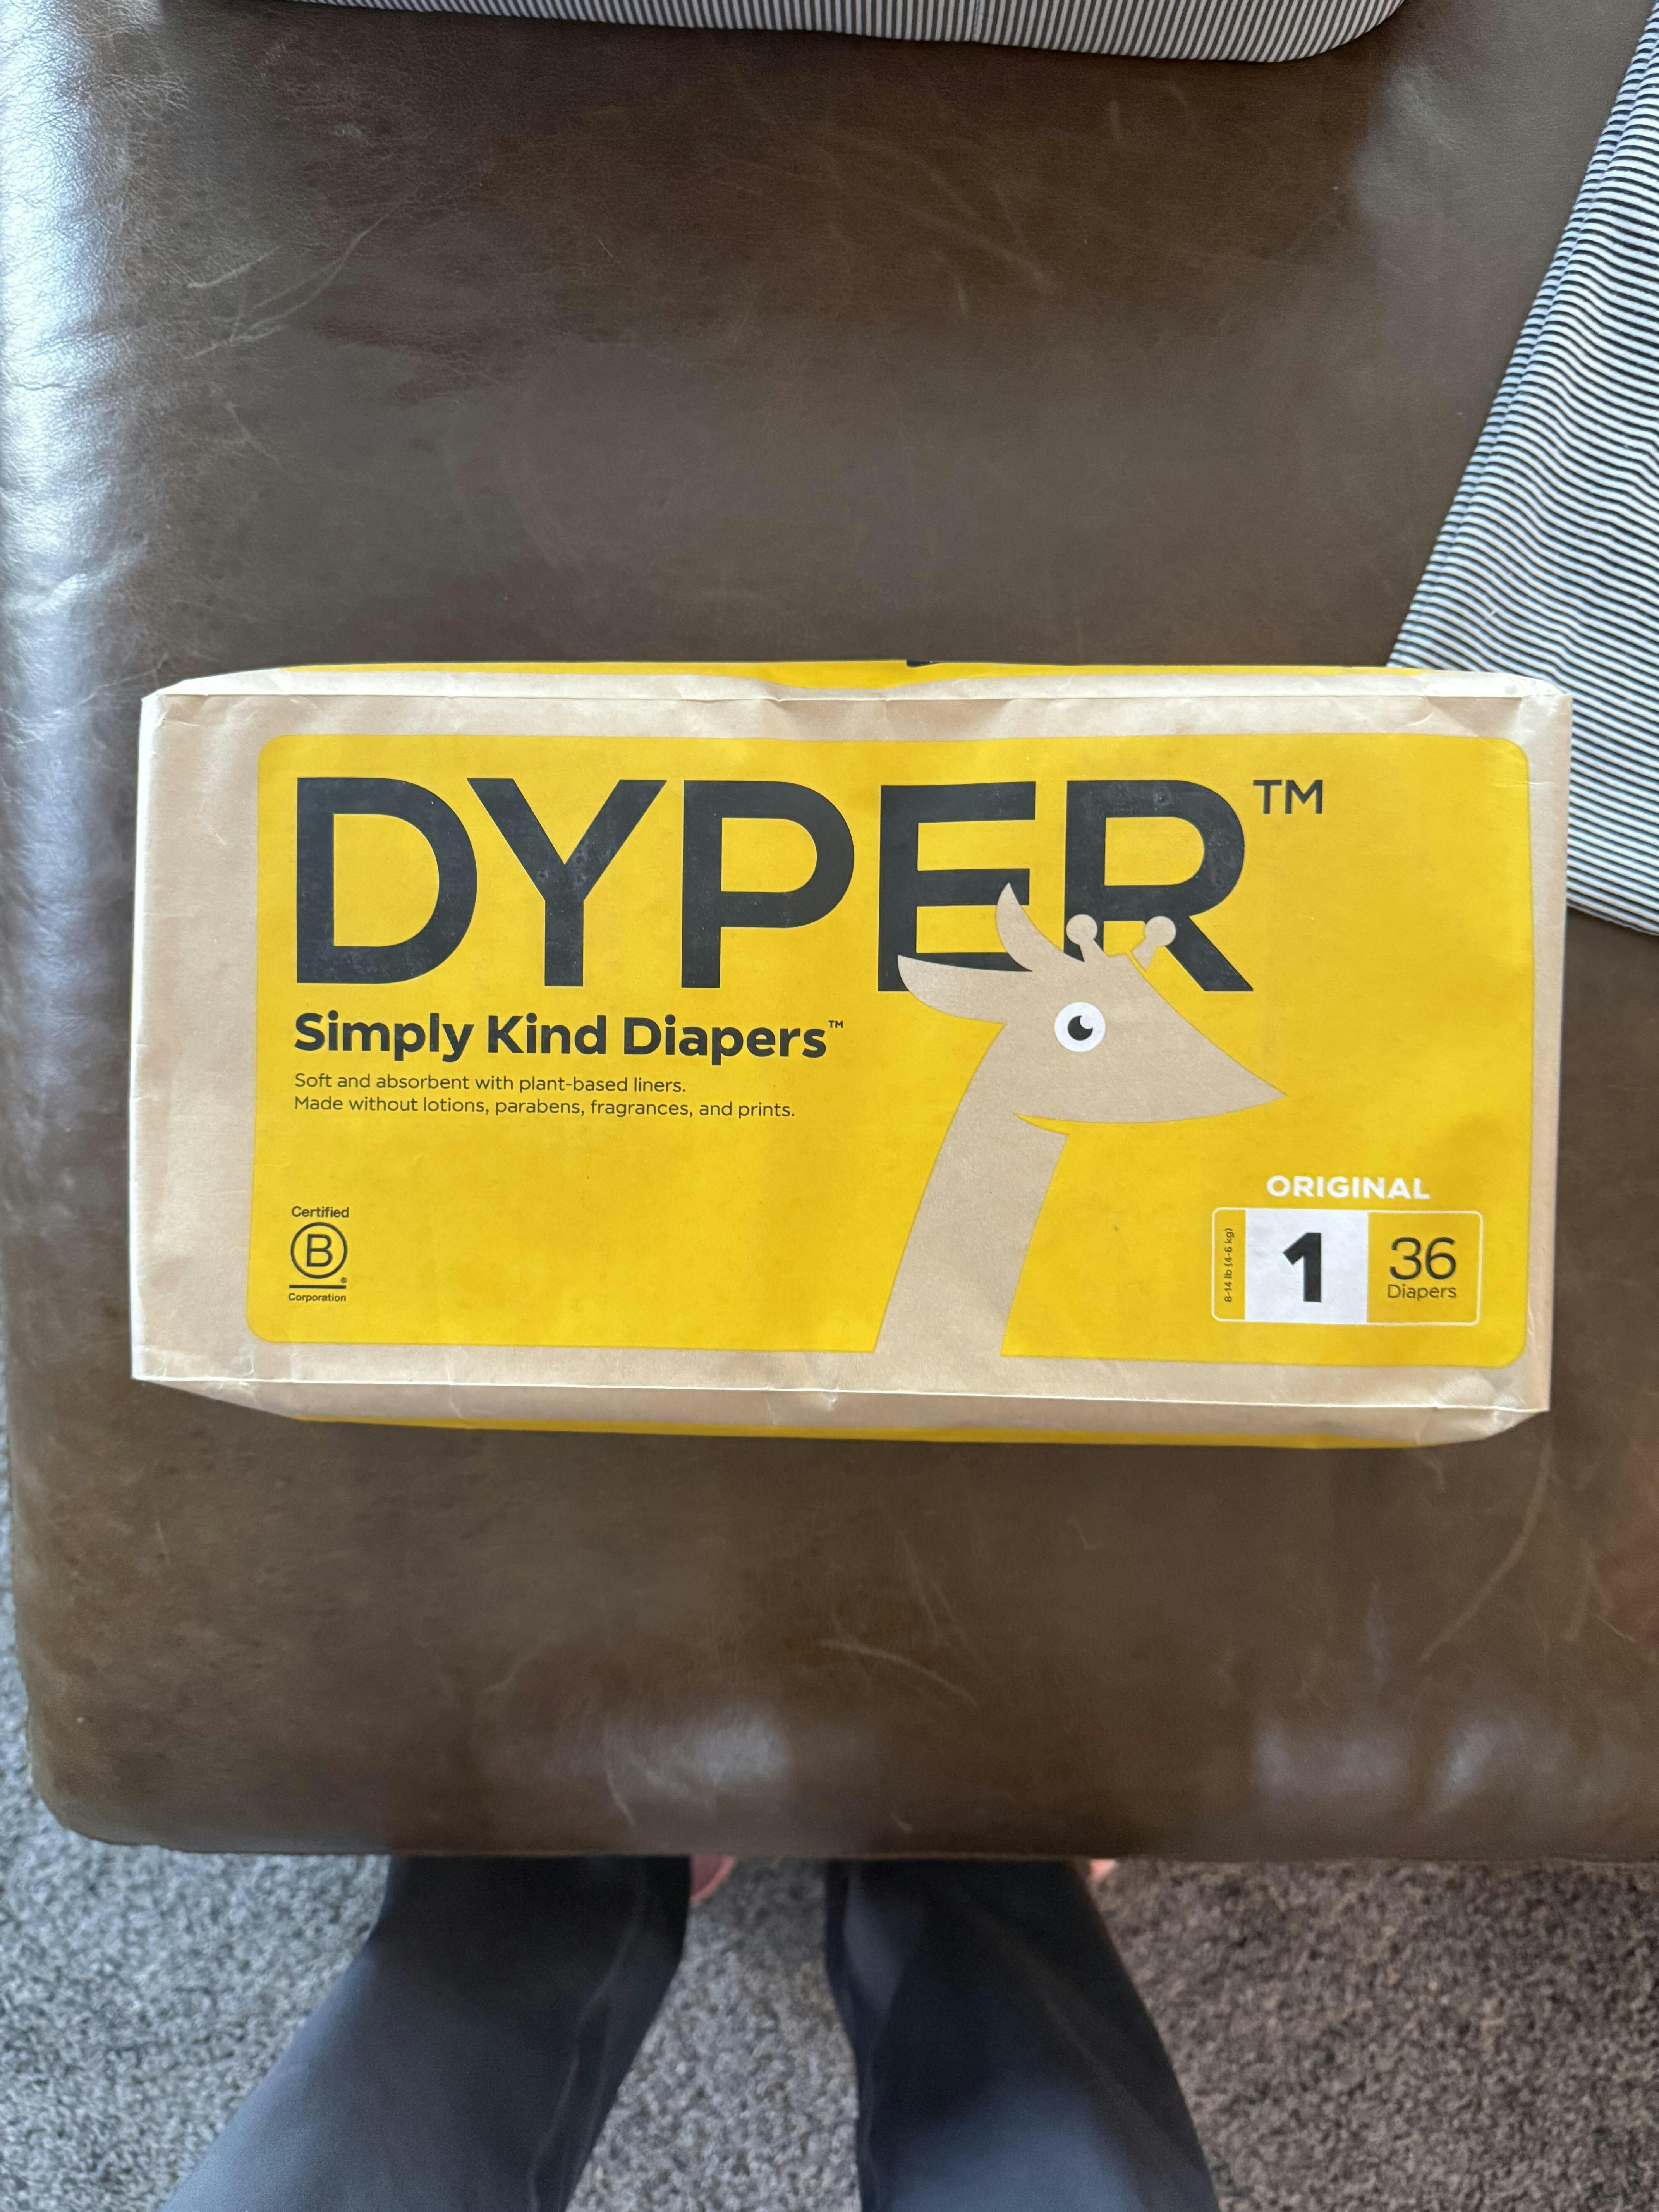 DYPER™
Simply Kind Diapers™
Soft and absorbent with plant-based liners.
Made without lotions, parabens, fragrances, and prints.
Certified
B®
Corporation
ORIGINAL
8-14 lb (4-6 kg)
1
36
Diapers